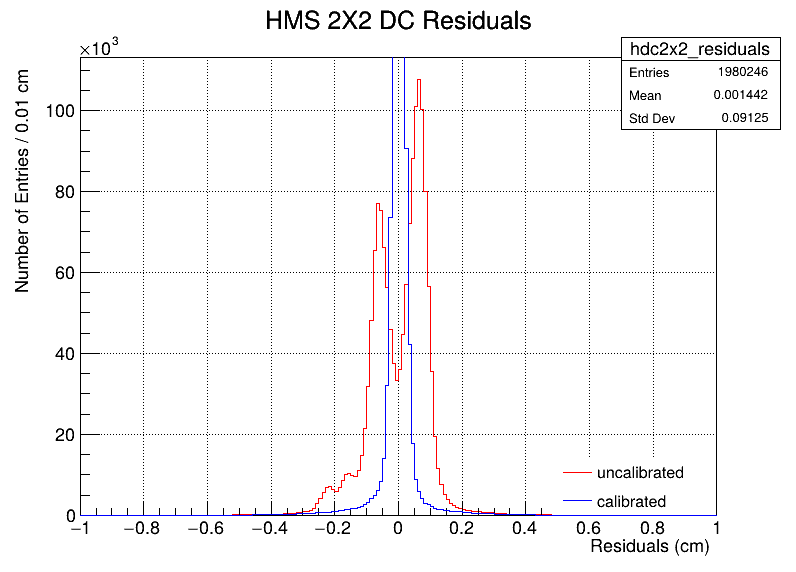 HMS 2X2 DC Residuals
×10³
hdc2x2_residuals
Entries 1980246
Mean 0.001442
Std Dev 0.09125
Number of Entries / 0.01 cm
100
80
60
40
20
0
uncalibrated
calibrated
−1 −0.8 −0.6 −0.4 −0.2 0 0.2 0.4 0.6 0.8 1
Residuals (cm)